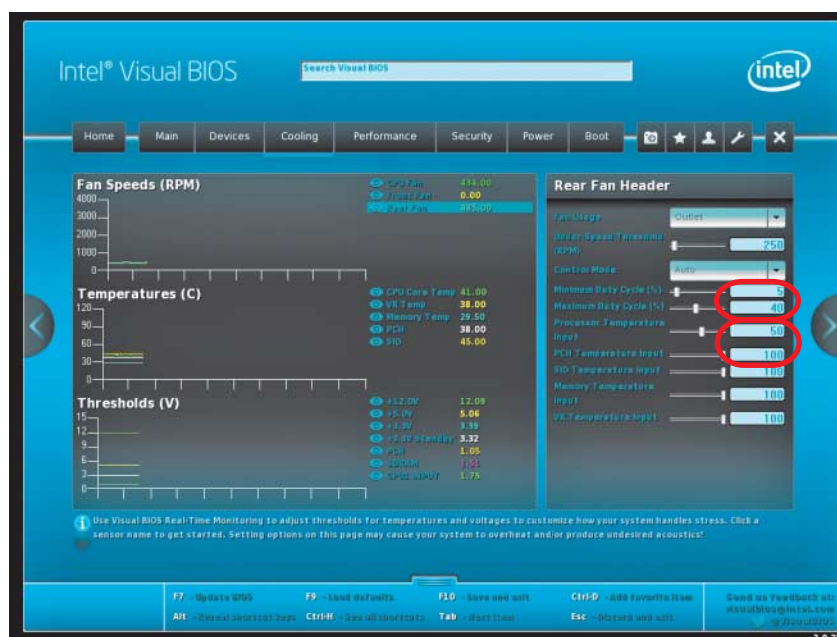 Intel® Visual BIOS
Search Visual BIOS
intel
Home Main Devices Cooling Performance Security Power Boot
Fan Speeds (RPM)
4000
3000
2000
1000
0
CPU Fan 434.00
Front Fan 0.00
Rear Fan
Temperatures (C)
120
90
60
30
0
CPU Core Temp 41.00
VR Temp 38.00
Memory Temp 29.50
PCH 38.00
SIO 45.00
Thresholds (V)
15
12
9
6
3
0
+12.0V 12.09
+5.0V 5.06
+3.3V 3.39
+3.3V Standby 3.32
PCH 1.05
CPU1 INPUT 1.75
Rear Fan Header
Fan Usage Outlet
Under-Speed Threshold (RPM) 250
Control Mode Auto
Minimum Duty Cycle (%) 5
Maximum Duty Cycle (%) 40
Processor Temperature Input 50
PCH Temperature Input 100
SIO Temperature Input 100
Memory Temperature Input 100
VR Temperature Input 100
Use Visual BIOS Real-Time Monitoring to adjust thresholds for temperatures and voltages to customize how your system handles stress. Click a
sensor name to get started. Setting options on this page may cause your system to overheat and/or produce undesired acoustics!
F7 - Update BIOS F9 - Load defaults F10 - Save and exit Ctrl-D - Add favorite item
Alt - Reveal shortcut keys Ctrl-H - See all shortcuts Tab - Next item Esc - Discard and exit
Send us feedback at:
visualbios@intel.com
@VisualBIOS